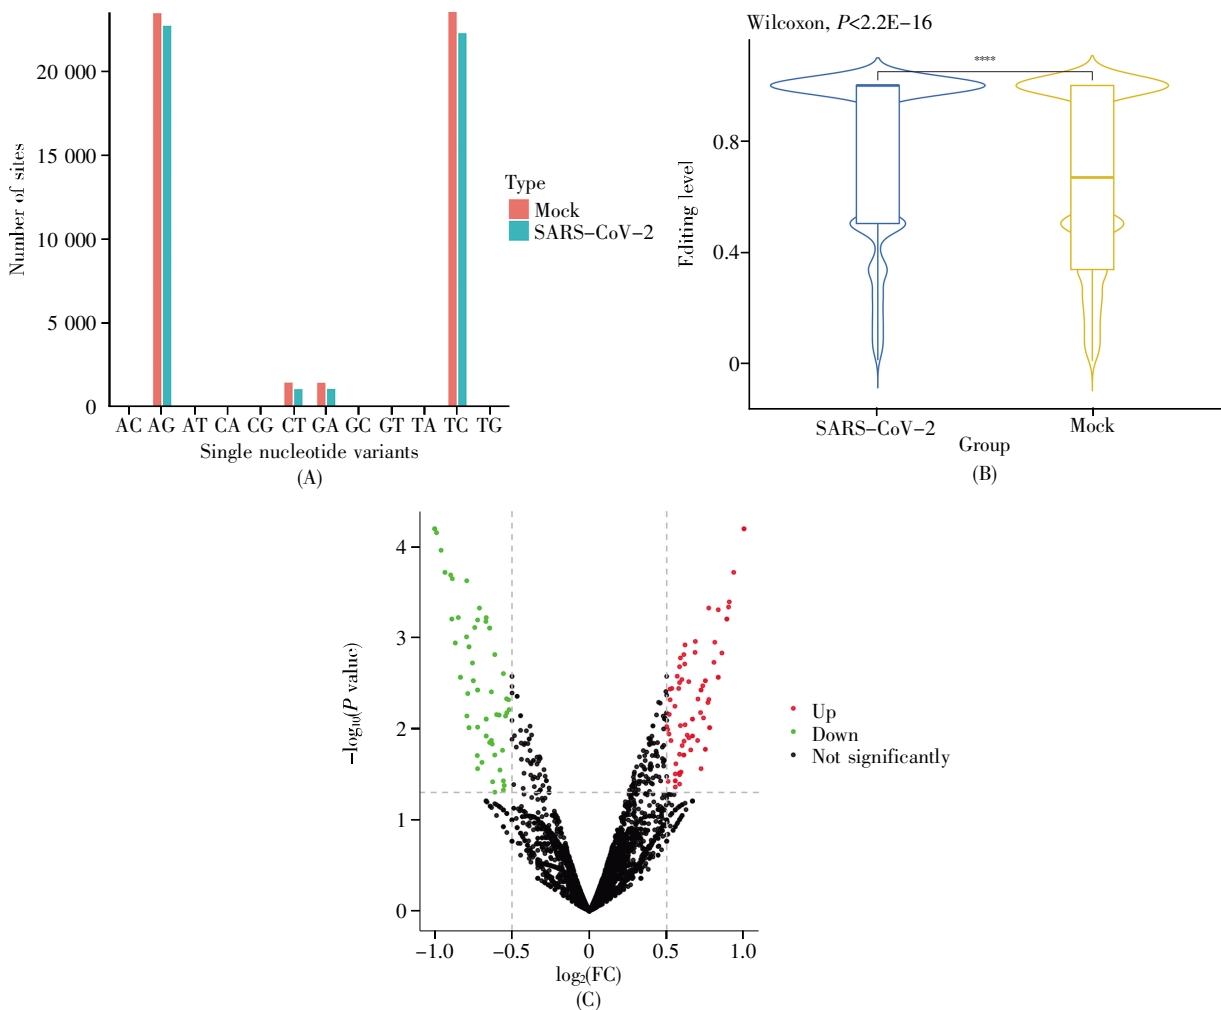 20 000
15 000
10 000
5 000
0
Number of sites
AC AG AT CA CG CT GA GC GT TA TC TG
Single nucleotide variants
(A)
Type
Mock
SARS−CoV−2
Wilcoxon, P<2.2E−16
****
0.8
0.4
0
Editing level
SARS−CoV−2 Mock
Group
(B)
4
3
2
1
0
−log₁₀(P value)
−1.0 −0.5 0 0.5 1.0
log₂(FC)
(C)
Up
Down
Not significantly